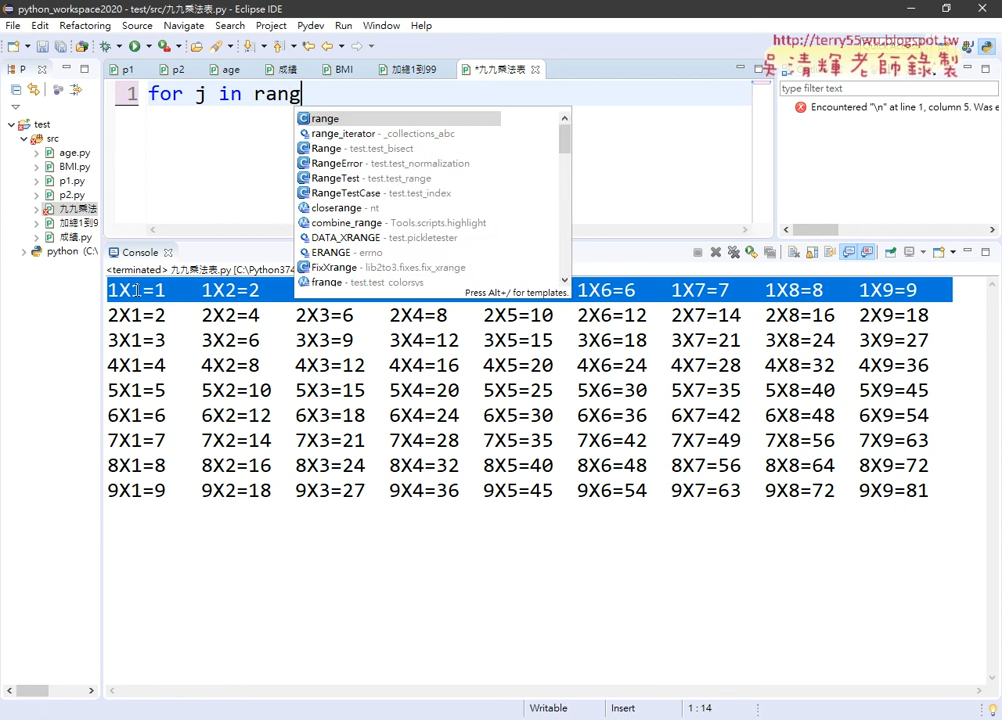 python_workspace2020 - test/src/九九乘法表.py - Eclipse IDE
File Edit Refactoring Source Navigate Search Project Pydev Run Window Help
http://terry55wu.blogspot.tw
吳清輝老師錄製
P
p1 p2 age 成績 BMI 加總1到99 *九九乘法表
type filter text
1 for j in rang
Encountered "\n" at line 1, column 5. Was e
range
range_iterator - _collections_abc
Range - test.test_bisect
RangeError - test.test_normalization
RangeTest - test.test_range
RangeTestCase - test.test_index
closerange - nt
combine_range - Tools.scripts.highlight
DATA_XRANGE - test.pickletester
ERANGE - errno
FixXrange - lib2to3.fixes.fix_xrange
frange - test.test_colorsys
Press Alt+/ for templates.
test
src
age.py
BMI.py
p1.py
p2.py
九九乘法
加總1到9
成績.py
python (C:\
Console
<terminated> 九九乘法表.py [C:\Python374
1X1=1 1X2=2 1X6=6 1X7=7 1X8=8 1X9=9
2X1=2 2X2=4 2X3=6 2X4=8 2X5=10 2X6=12 2X7=14 2X8=16 2X9=18
3X1=3 3X2=6 3X3=9 3X4=12 3X5=15 3X6=18 3X7=21 3X8=24 3X9=27
4X1=4 4X2=8 4X3=12 4X4=16 4X5=20 4X6=24 4X7=28 4X8=32 4X9=36
5X1=5 5X2=10 5X3=15 5X4=20 5X5=25 5X6=30 5X7=35 5X8=40 5X9=45
6X1=6 6X2=12 6X3=18 6X4=24 6X5=30 6X6=36 6X7=42 6X8=48 6X9=54
7X1=7 7X2=14 7X3=21 7X4=28 7X5=35 7X6=42 7X7=49 7X8=56 7X9=63
8X1=8 8X2=16 8X3=24 8X4=32 8X5=40 8X6=48 8X7=56 8X8=64 8X9=72
9X1=9 9X2=18 9X3=27 9X4=36 9X5=45 9X6=54 9X7=63 9X8=72 9X9=81
Writable Insert 1 : 14